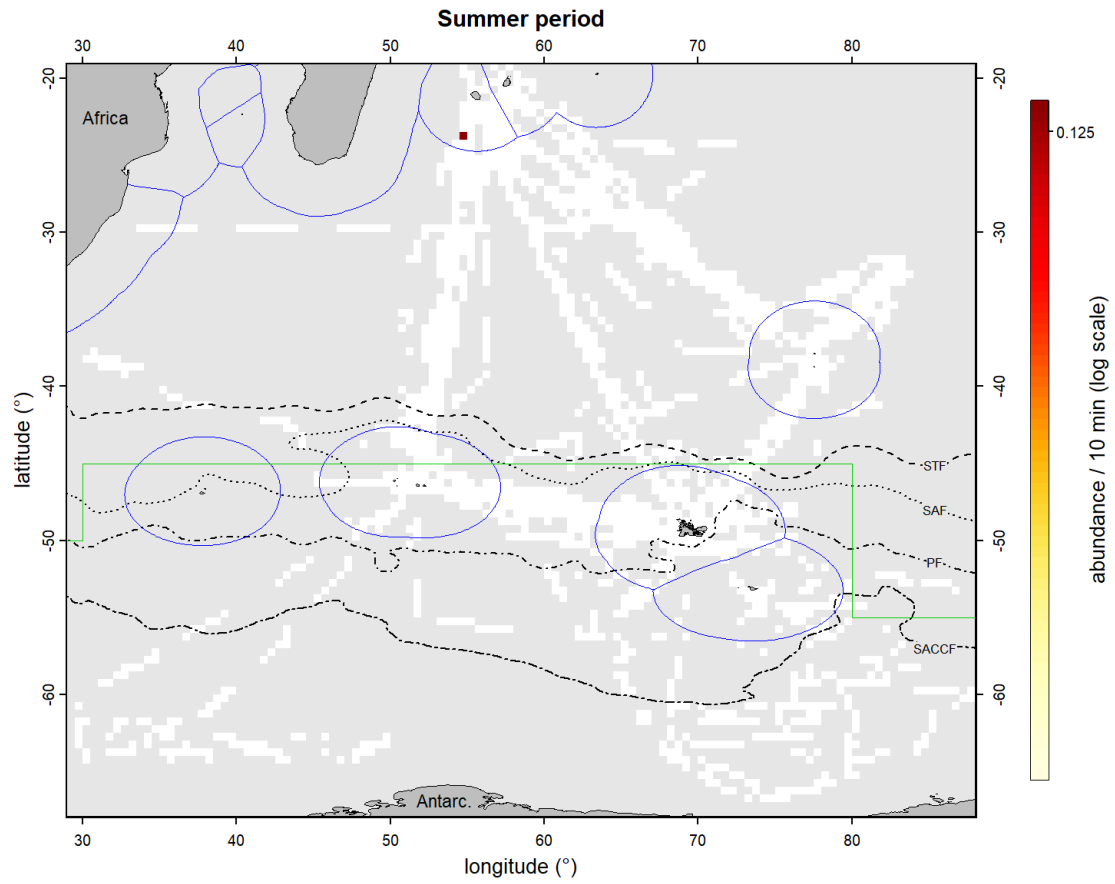 Summer period
30 40 50 60 70 80
-20 -20
Africa
0.125
-30 -30
-40 -40
STF
SAF
-50 -50
PF
SACCF
-60 -60
Antarc.
30 40 50 60 70 80
longitude (°)
latitude (°)
abundance / 10 min (log scale)